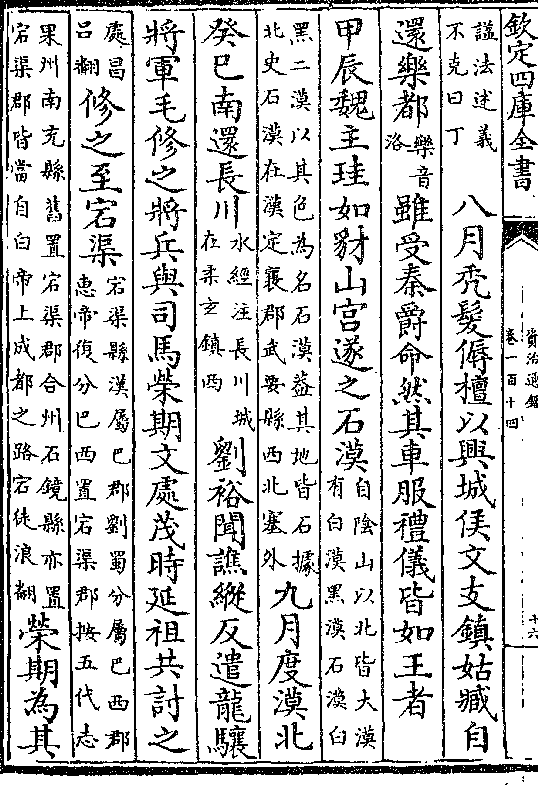 欽定四庫全書
資治通鑑
卷一百十四
十六
諡法述義
不克曰丁
八月秃髮傉檀以興城侯文支鎮姑臧自
還樂都
樂音
洛
雖受秦爵命然其車服禮儀皆如王者
甲辰魏主珪如豺山宫遂之石漠
自陰山以北皆大漠
有白漠黑漠石漠白
黑二漠以其色為名石漠葢其地皆石據
北史石漠在漢定襄郡武要縣西北塞外
九月度漠北
癸巳南還長川
水經注長川城
在柔玄鎮西
劉裕聞譙縱反遣龍驤
將軍毛修之將兵與司馬榮期文處茂時延祖共討之
處昌
吕翻
修之至宕渠
宕渠縣漢屬巴郡劉蜀分屬巴西郡
惠帝復分巴西置宕渠郡按五代志
果州南充縣舊置宕渠郡合州石鏡縣亦置
宕渠郡皆當自白帝上成都之路宕徒浪翻
榮期為其